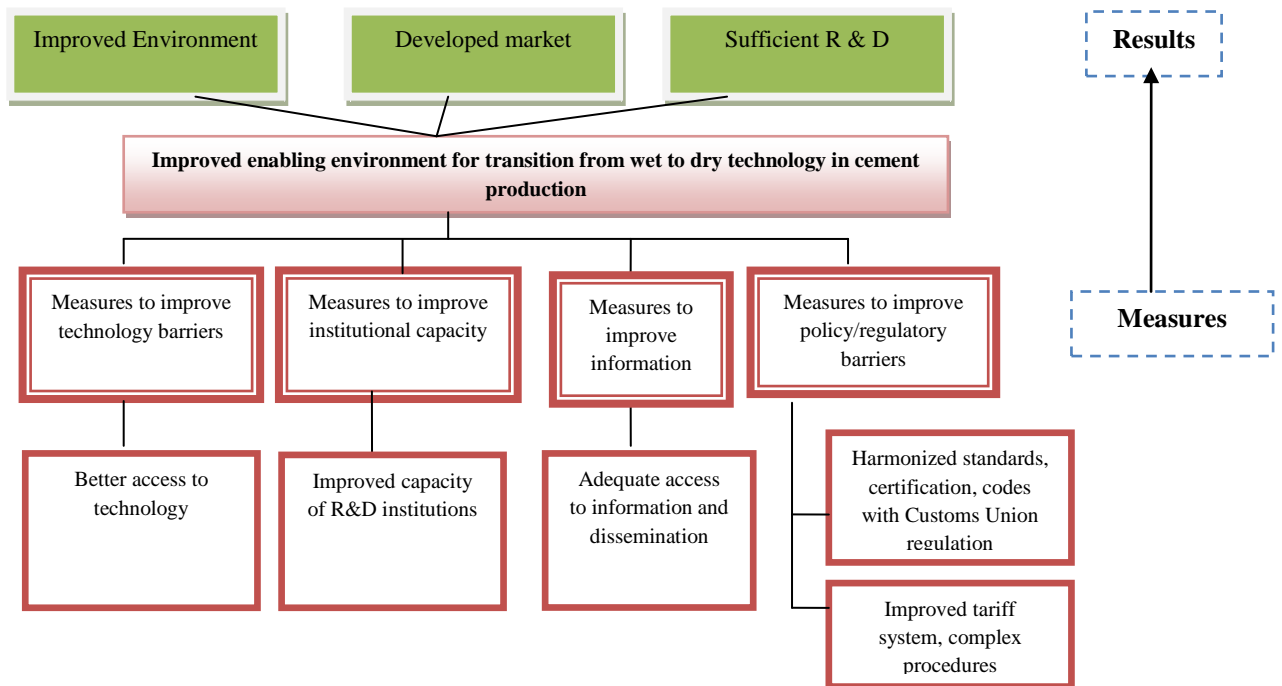 Improved Environment
Developed market
Sufficient R & D
Results
Improved enabling environment for transition from wet to dry technology in cement
production
Measures to improve
technology barriers
Measures to improve
institutional capacity
Measures to
improve
information
Measures to improve
policy/regulatory
barriers
Measures
Better access to
technology
Improved capacity
of R&D institutions
Adequate access
to information and
dissemination
Harmonized standards,
certification, codes
with Customs Union
regulation
Improved tariff
system, complex
procedures